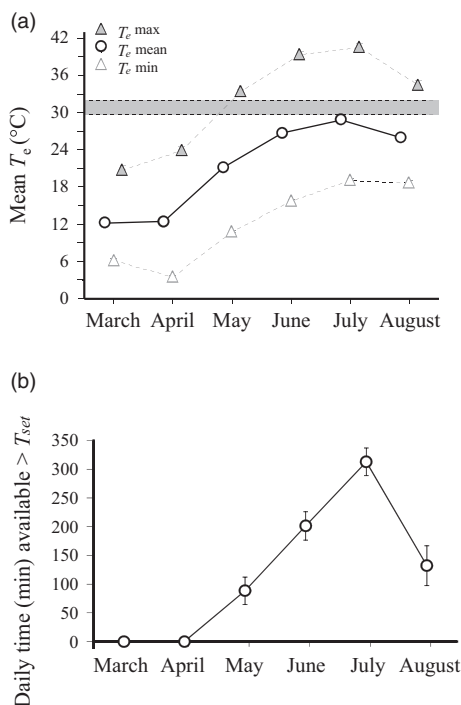 (a)
Te max
Te mean
Te min
Mean Te (°C)
42
36
30
24
18
12
6
0
March April May June July August
(b)
Daily time (min) available > Tset
350
300
250
200
150
100
50
0
March April May June July August